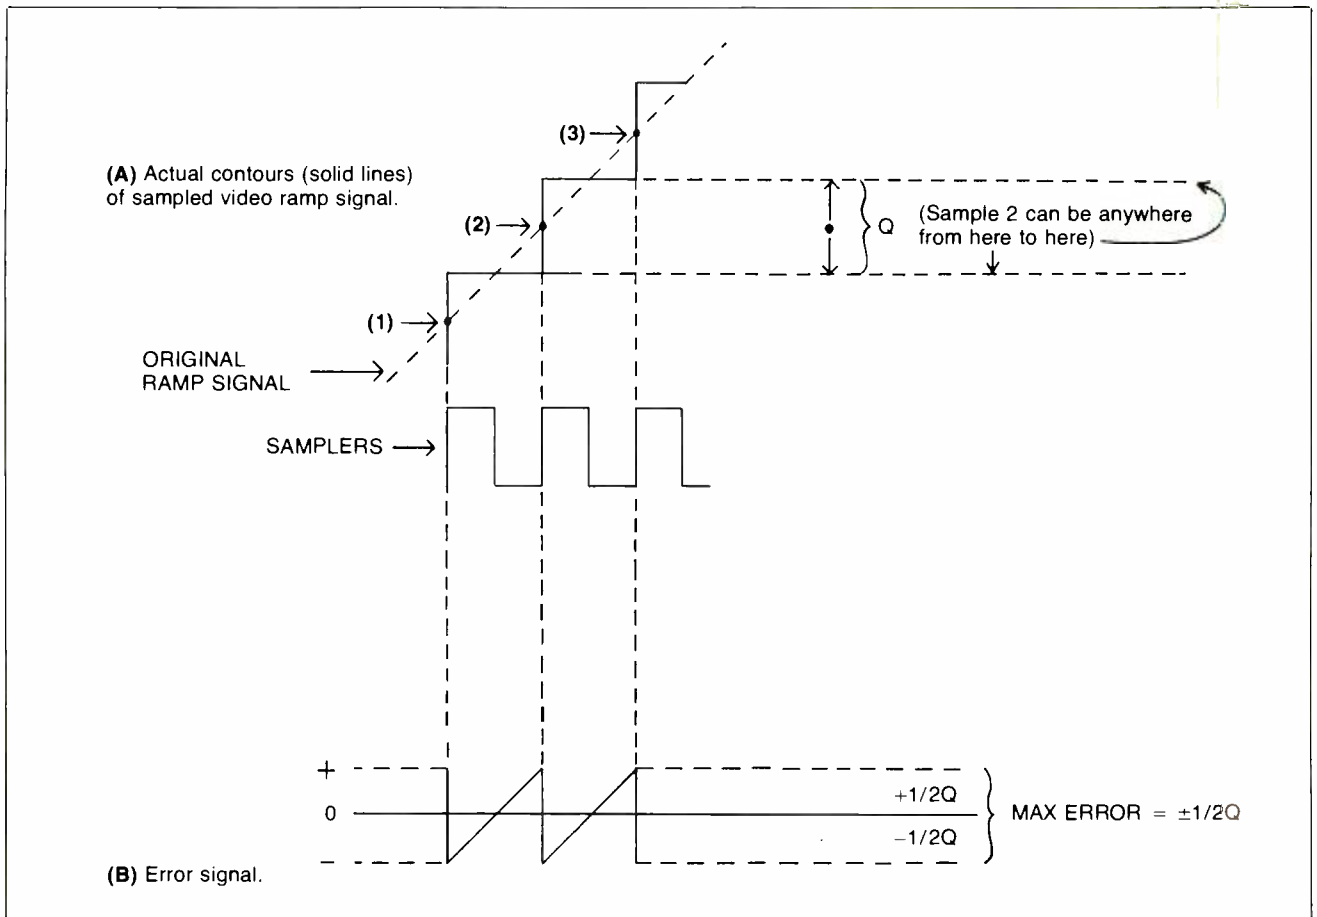 (3)
(A) Actual contours (solid lines)
of sampled video ramp signal.
(2)
Q
(Sample 2 can be anywhere
from here to here)
(1)
ORIGINAL
RAMP SIGNAL
SAMPLERS
+
0
−
+1/2Q
−1/2Q
MAX ERROR = ±1/2Q
(B) Error signal.